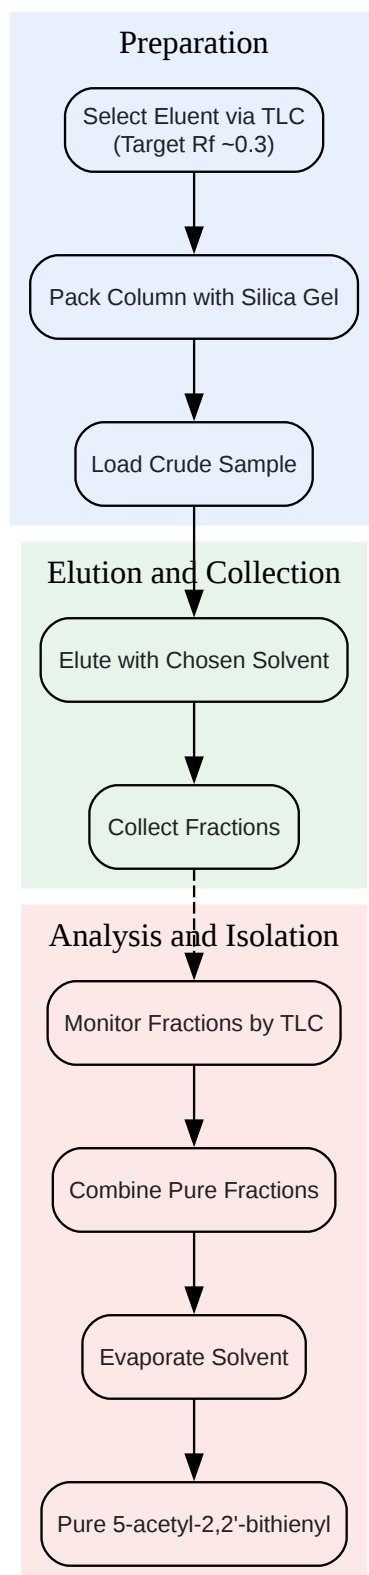 Preparation
Select Eluent via TLC
(Target Rf ~0.3)
Pack Column with Silica Gel
Load Crude Sample
Elution and Collection
Elute with Chosen Solvent
Collect Fractions
Analysis and Isolation
Monitor Fractions by TLC
Combine Pure Fractions
Evaporate Solvent
Pure 5-acetyl-2,2'-bithienyl